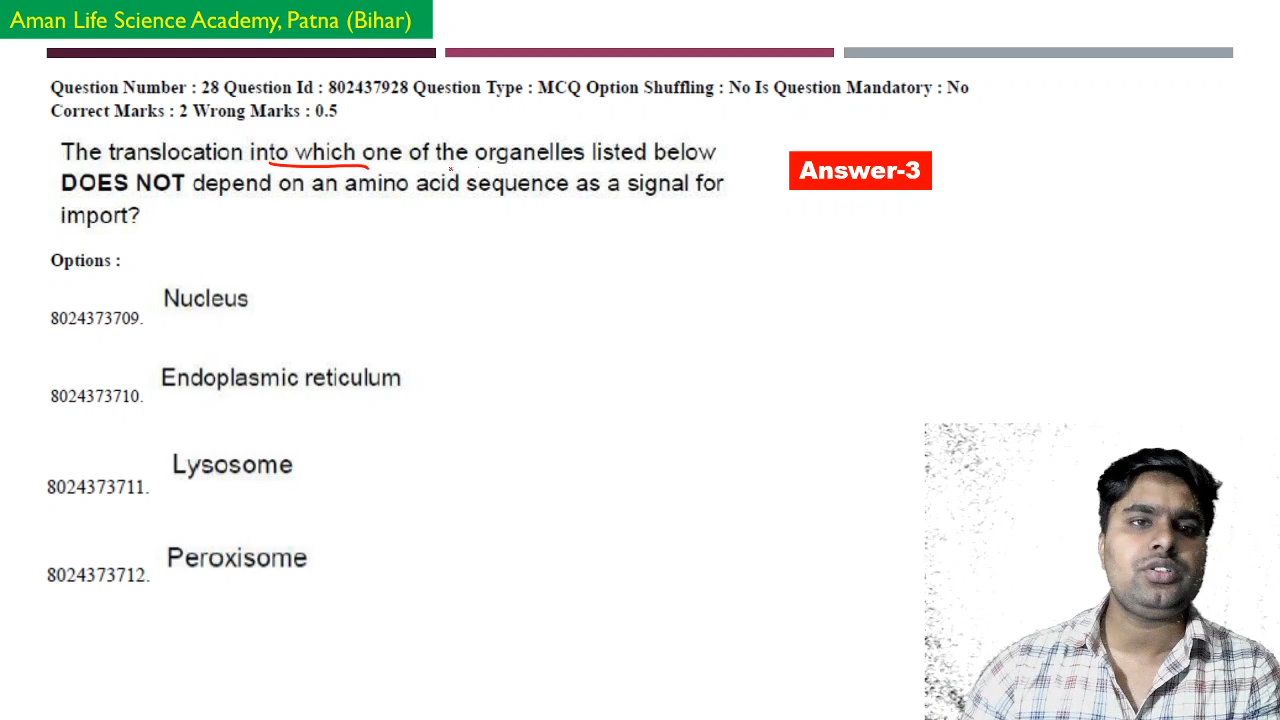 Aman Life Science Academy, Patna (Bihar)
Question Number : 28 Question Id : 802437928 Question Type : MCQ Option Shuffling : No Is Question Mandatory : No
Correct Marks : 2 Wrong Marks : 0.5
The translocation into which one of the organelles listed below
DOES NOT depend on an amino acid sequence as a signal for
import?
Answer-3
Options :
Nucleus
8024373709.
Endoplasmic reticulum
8024373710.
Lysosome
8024373711.
Peroxisome
8024373712.